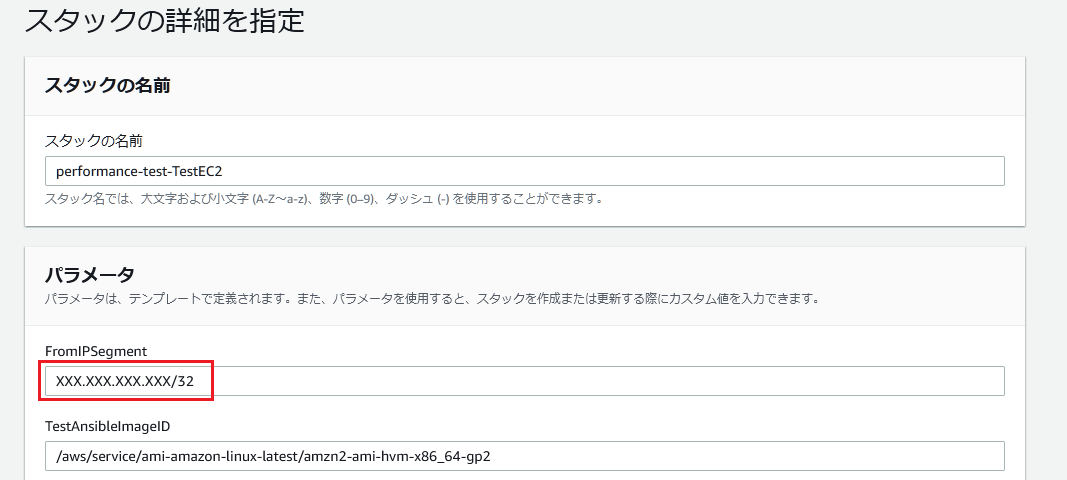 スタックの詳細を指定
スタックの名前
スタックの名前
performance-test-TestEC2
スタック名では、大文字および小文字 (A-Z～a-z)、数字 (0–9)、ダッシュ (-) を使用することができます。
パラメータ
パラメータは、テンプレートで定義されます。また、パラメータを使用すると、スタックを作成または更新する際にカスタム値を入力できます。
FromIPSegment
XXX.XXX.XXX.XXX/32
TestAnsibleImageID
/aws/service/ami-amazon-linux-latest/amzn2-ami-hvm-x86_64-gp2